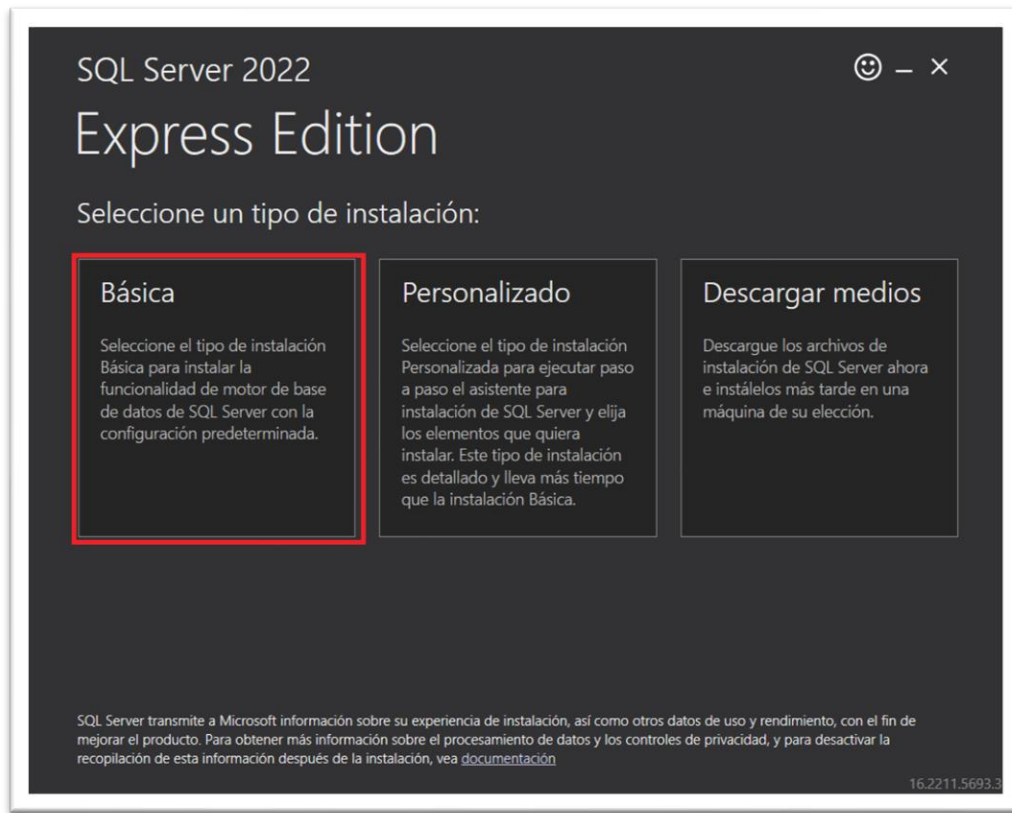 SQL Server 2022
Express Edition
Seleccione un tipo de instalación:
Básica
Seleccione el tipo de instalación
Básica para instalar la
funcionalidad de motor de base
de datos de SQL Server con la
configuración predeterminada.
Personalizado
Seleccione el tipo de instalación
Personalizada para ejecutar paso
a paso el asistente para
instalación de SQL Server y elija
los elementos que quiera
instalar. Este tipo de instalación
es detallado y lleva más tiempo
que la instalación Básica.
Descargar medios
Descargue los archivos de
instalación de SQL Server ahora
e instálelos más tarde en una
máquina de su elección.
SQL Server transmite a Microsoft información sobre su experiencia de instalación, así como otros datos de uso y rendimiento, con el fin de
mejorar el producto. Para obtener más información sobre el procesamiento de datos y los controles de privacidad, y para desactivar la
recopilación de esta información después de la instalación, vea documentación
16.2211.5693.3